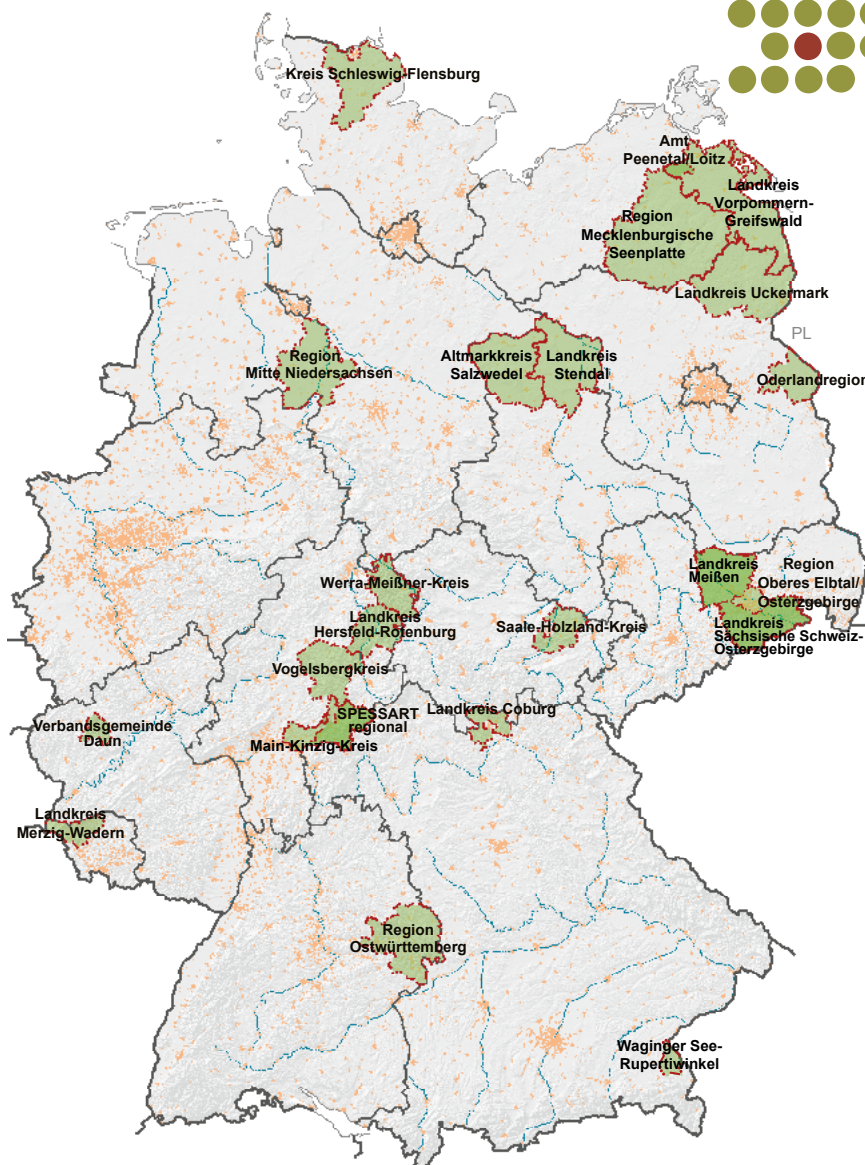 Kreis Schleswig-Flensburg
Amt
Peenetal/Loitz
Landkreis
Vorpommern-
Greifswald
Region
Mecklenburgische
Seenplatte
Landkreis Uckermark
PL
Region
Mitte Niedersachsen
Altmarkkreis
Salzwedel
Landkreis
Stendal
Oderlandregion
Werra-Meißner-Kreis
Landkreis
Hersfeld-Rotenburg
Saale-Holzland-Kreis
Landkreis
Meißen
Region
Oberes Elbtal/
Osterzgebirge
Landkreis
Sächsische Schweiz-
Osterzgebirge
Vogelsbergkreis
SPESSART
regional
Main-Kinzig-Kreis
Landkreis Coburg
Verbandsgemeinde
Daun
Landkreis
Merzig-Wadern
Region
Ostwürttemberg
Waginger See-
Rupertiwinkel